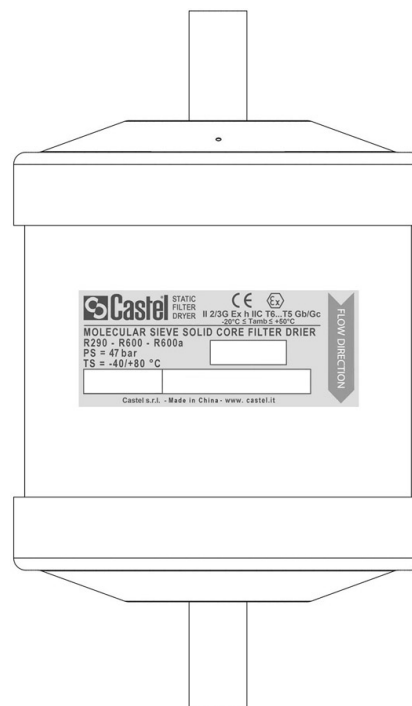 Castel
STATIC
FILTER
DRYER
CE Ex
II 2/3G Ex h IIC T6...T5 Gb/Gc
-20°C ≤ Tamb ≤ +50°C
MOLECULAR SIEVE SOLID CORE FILTER DRIER
R290 - R600 - R600a
PS = 47 bar
TS = -40/+80 °C
Castel s.r.l. - Made in China - www. castel.it
FLOW DIRECTION